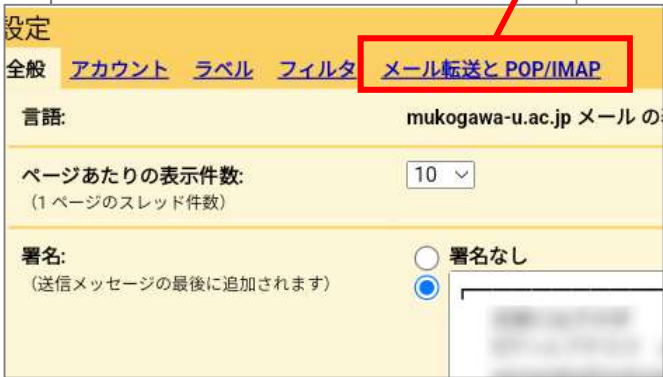 設定
全般 アカウント ラベル フィルタ メール転送と POP/IMAP
言語: mukogawa-u.ac.jp メール の
ページあたりの表示件数: 10
（1 ページのスレッド件数）
署名: 署名なし
（送信メッセージの最後に追加されます）